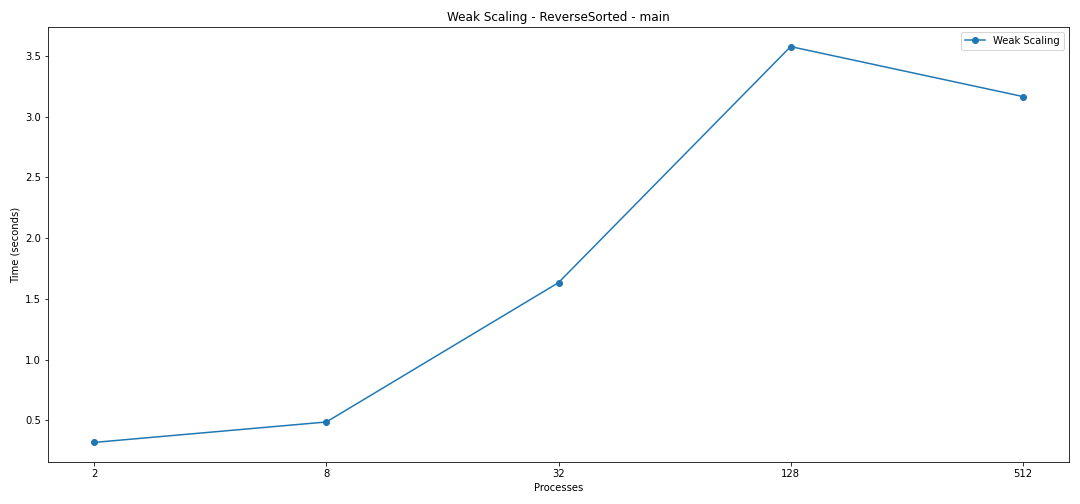 Weak Scaling - ReverseSorted - main
Weak Scaling
Time (seconds)
3.5
3.0
2.5
2.0
1.5
1.0
0.5
2 8 32 128 512
Processes